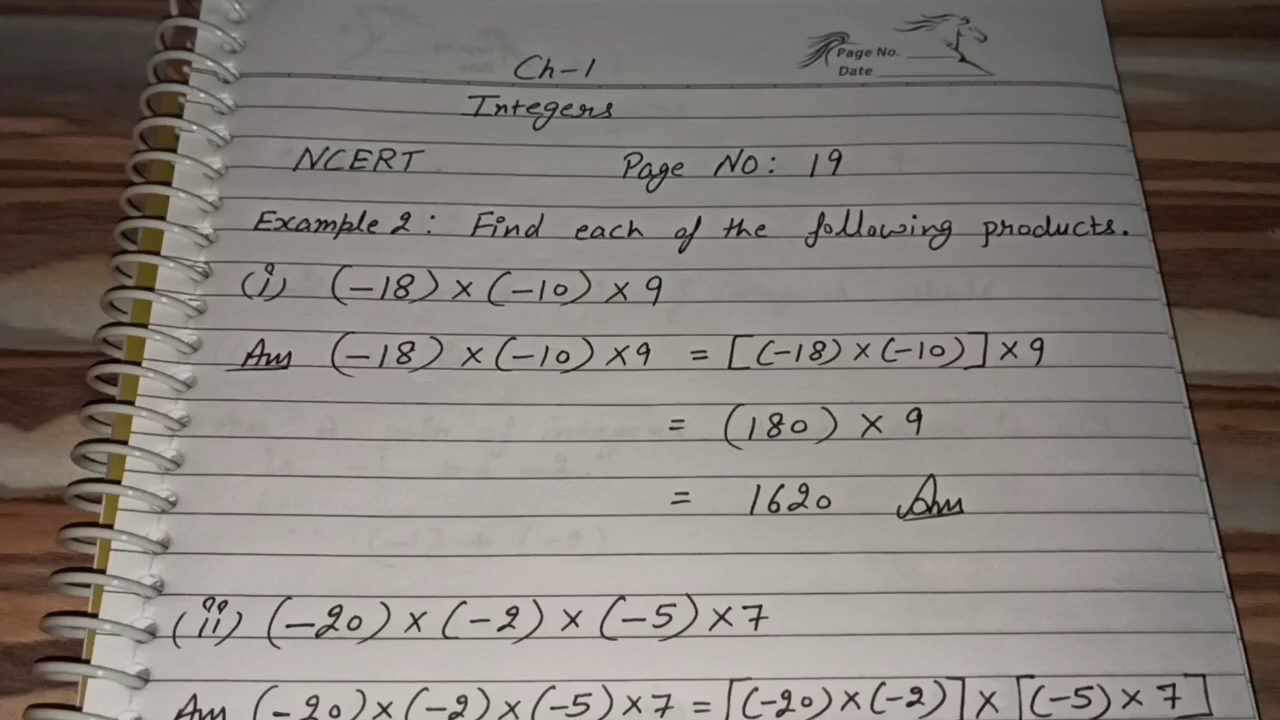 Ch-1
Page No.
Date
Integers
NCERT Page No: 19
Example 2: Find each of the following products.
(i) (-18) × (-10) × 9
Ans (-18) × (-10) × 9 = [(-18) × (-10)] × 9
= (180) × 9
= 1620 Ans
(ii) (-20) × (-2) × (-5) × 7
Ans (-20) × (-2) × (-5) × 7 = [(-20) × (-2)] × [(-5) × 7]